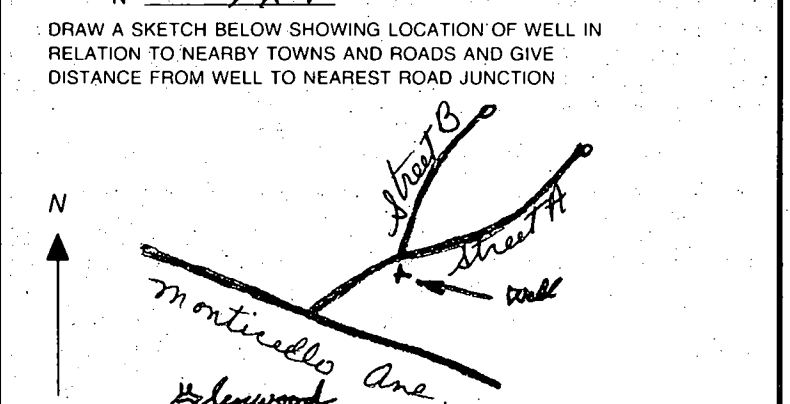 N
DRAW A SKETCH BELOW SHOWING LOCATION OF WELL IN
RELATION TO NEARBY TOWNS AND ROADS AND GIVE
DISTANCE FROM WELL TO NEAREST ROAD JUNCTION
Street B
N
Street A
Well
Monticello Ave.